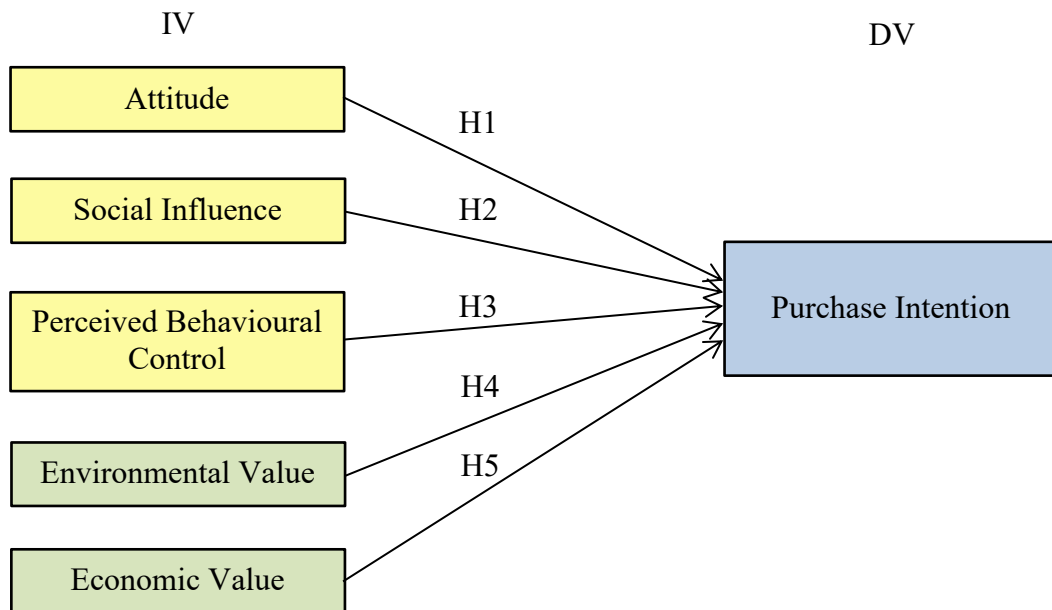 IV
DV
Attitude
H1
Social Influence
H2
Perceived Behavioural
Control
H3
Purchase Intention
H4
Environmental Value
H5
Economic Value